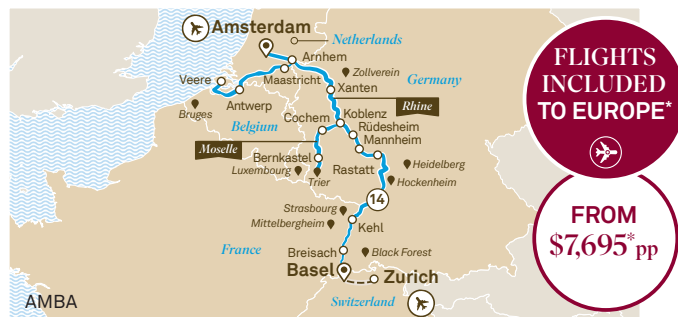 Amsterdam
Netherlands
Arnhem
Veere
Maastricht
Zollverein
Germany
Xanten
Antwerp
Bruges
Rhine
Cochem
Koblenz
Belgium
Rüdesheim
Mannheim
Moselle
Bernkastel
Luxembourg
Trier
Rastatt
Heidelberg
Hockenheim
14
Strasbourg
Mittelbergheim
Kehl
France
Breisach
Black Forest
Basel
Zurich
Switzerland
AMBA
FLIGHTS
INCLUDED
TO EUROPE*
FROM
$7,695*pp